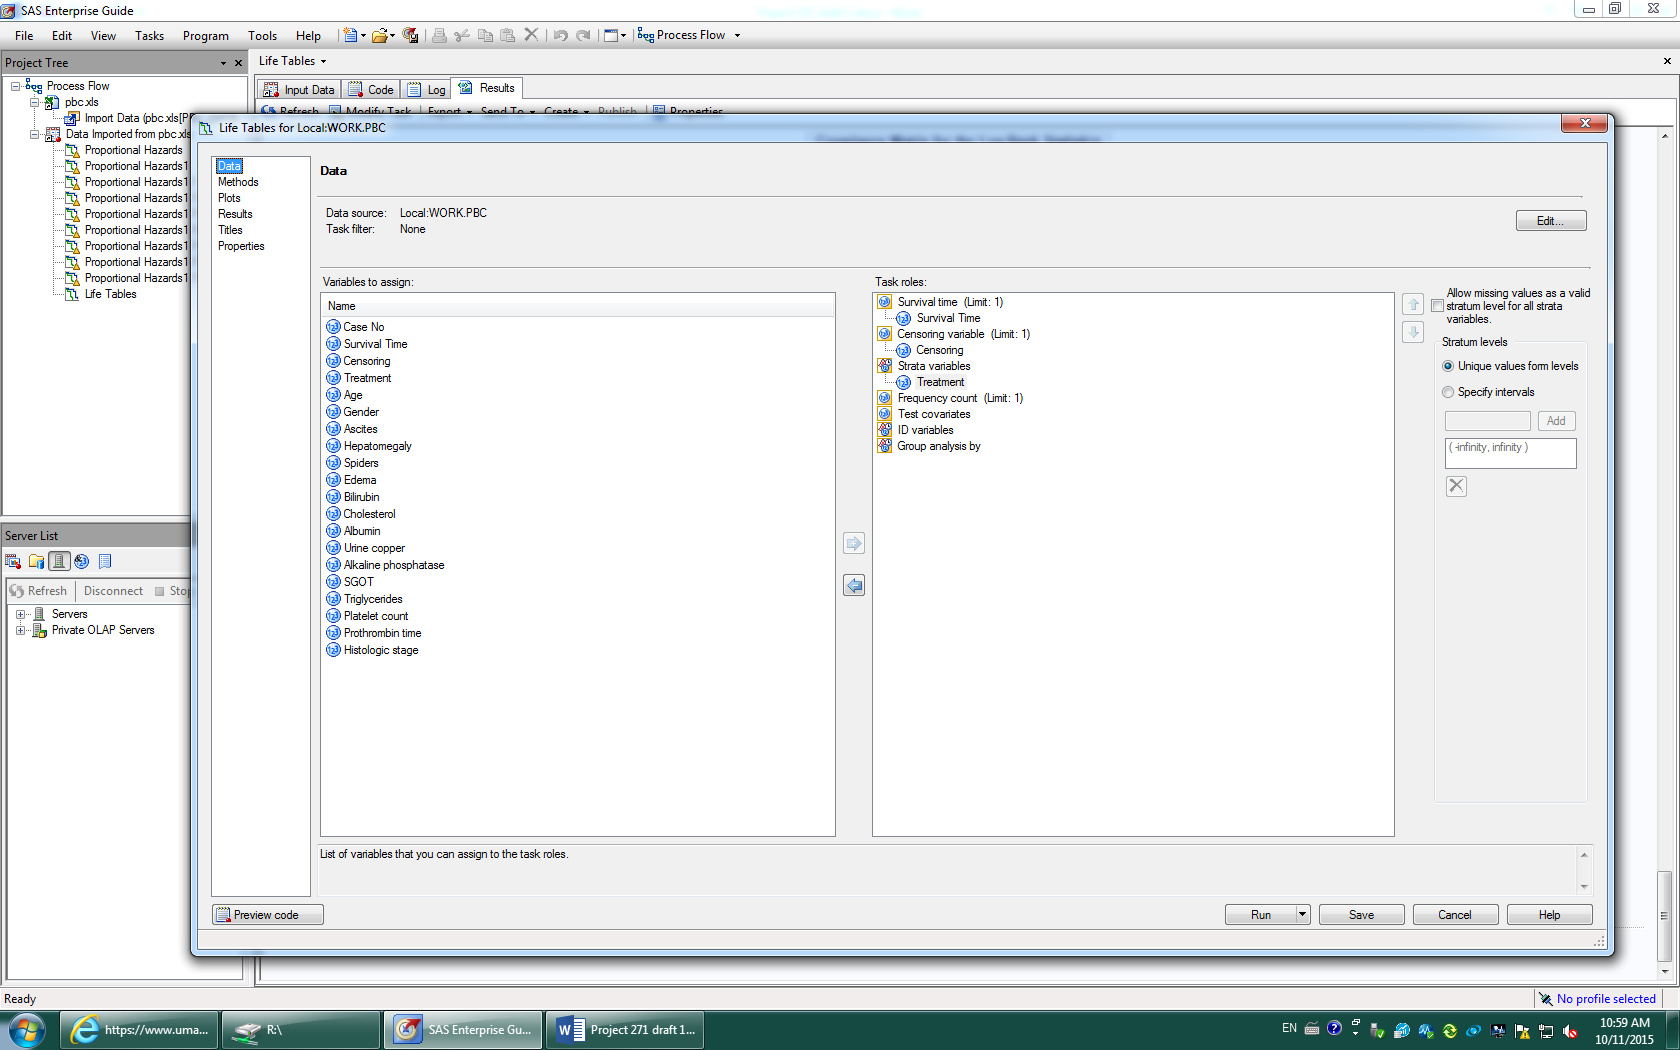 SAS Enterprise Guide
File Edit View Tasks Program Tools Help Process Flow
Project Tree
Life Tables
Process Flow
pbc.xls
Import Data (pbc.xls[P
Data Imported from pbc.xls
Proportional Hazards
Proportional Hazards1
Proportional Hazards1
Proportional Hazards1
Proportional Hazards1
Proportional Hazards1
Proportional Hazards1
Proportional Hazards1
Proportional Hazards1
Life Tables
Input Data Code Log Results
Refresh Modify Task Export Send To Create Publish Properties
Life Tables for Local:WORK.PBC
Data
Methods
Plots
Results
Titles
Properties
Data
Data source: Local:WORK.PBC
Task filter: None
Edit...
Variables to assign:
Name
Case No
Survival Time
Censoring
Treatment
Age
Gender
Ascites
Hepatomegaly
Spiders
Edema
Bilirubin
Cholesterol
Albumin
Urine copper
Alkaline phosphatase
SGOT
Triglycerides
Platelet count
Prothrombin time
Histologic stage
Task roles:
Survival time (Limit: 1)
Survival Time
Censoring variable (Limit: 1)
Censoring
Strata variables
Treatment
Frequency count (Limit: 1)
Test covariates
ID variables
Group analysis by
Allow missing values as a valid
stratum level for all strata
variables.
Stratum levels
Unique values form levels
Specify intervals
Add
( -infinity, infinity )
List of variables that you can assign to the task roles.
Preview code
Run Save Cancel Help
Server List
Refresh Disconnect Stop
Servers
Private OLAP Servers
Ready
No profile selected
https://www.uma...
R:\
SAS Enterprise Gu...
Project 271 draft 1...
EN
10:59 AM
10/11/2015